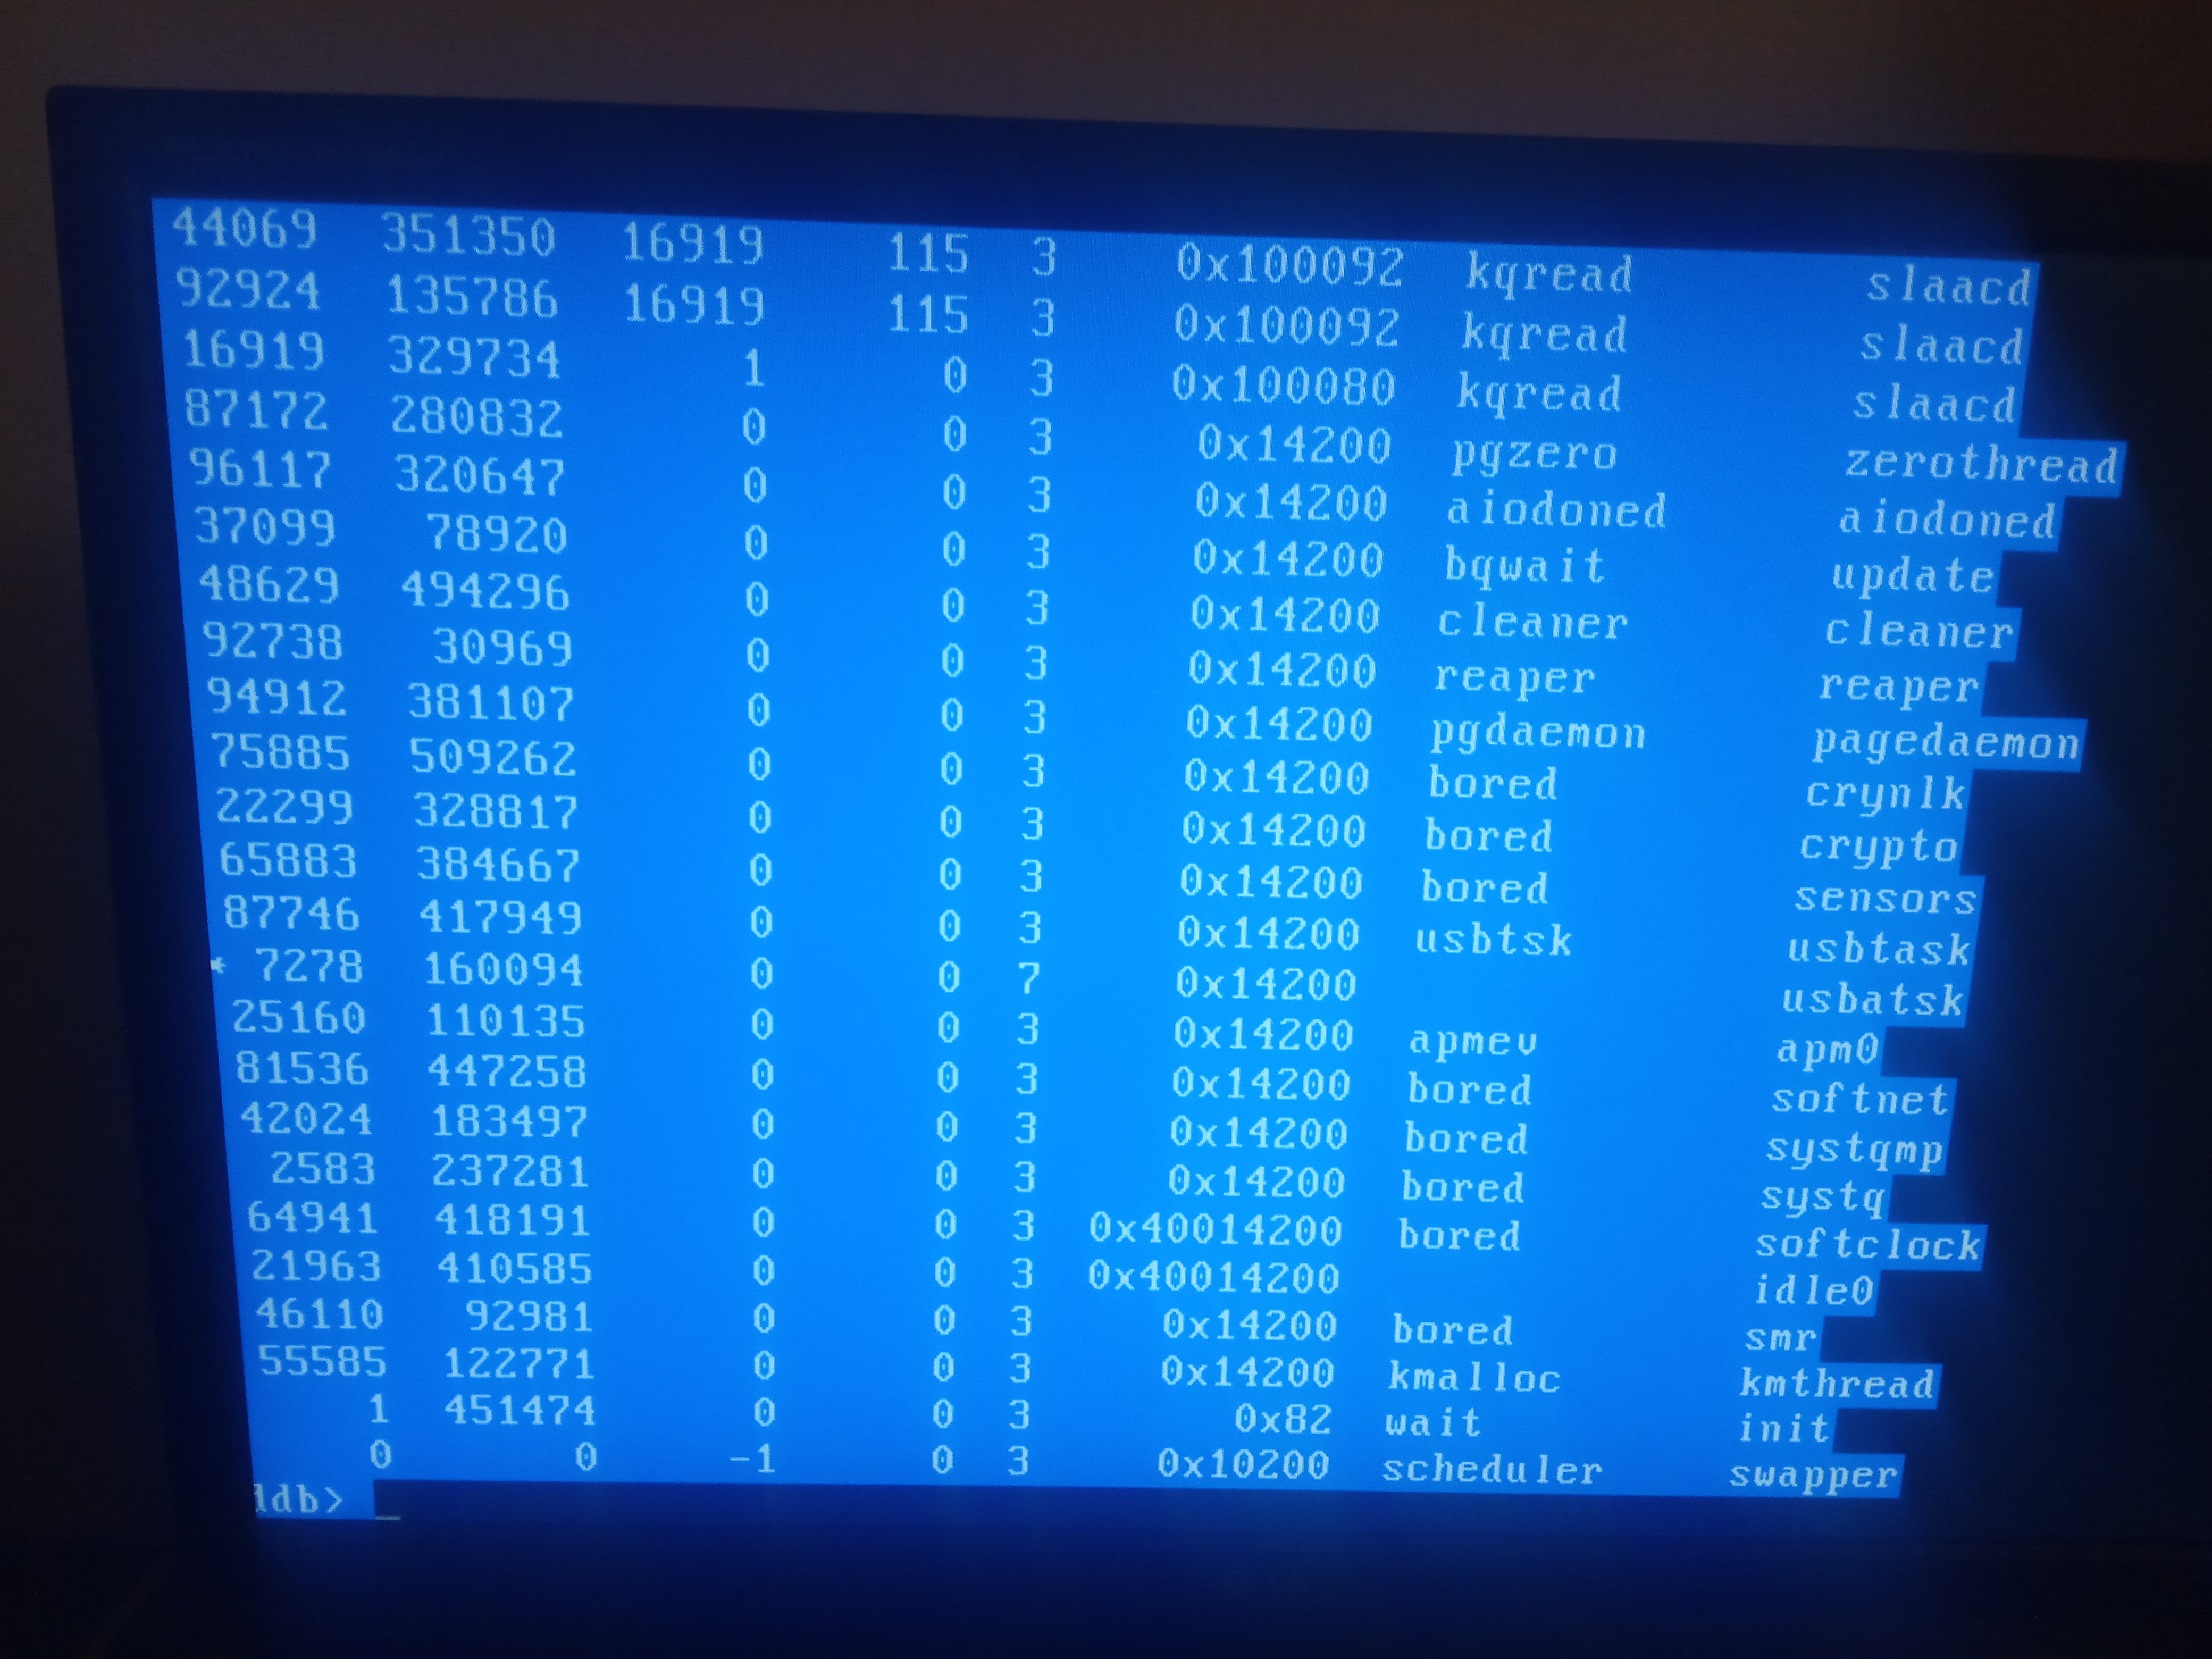 44069 351350 16919 115 3 0x100092 kqread slaacd
92924 135786 16919 115 3 0x100092 kqread slaacd
16919 329734 1 0 3 0x100080 kqread slaacd
87172 280832 0 0 3 0x14200 pgzero zerothread
96117 320647 0 0 3 0x14200 aiodoned aiodoned
37099 78920 0 0 3 0x14200 bqwait update
48629 494296 0 0 3 0x14200 cleaner cleaner
92738 30969 0 0 3 0x14200 reaper reaper
94912 381107 0 0 3 0x14200 pgdaemon pagedaemon
75885 509262 0 0 3 0x14200 bored crynlk
22299 328817 0 0 3 0x14200 bored crypto
65883 384667 0 0 3 0x14200 bored sensors
87746 417949 0 0 3 0x14200 usbtsk usbtask
* 7278 160094 0 0 7 0x14200 usbatsk
25160 110135 0 0 3 0x14200 apmev apm0
81536 447258 0 0 3 0x14200 bored softnet
42024 183497 0 0 3 0x14200 bored systqmp
2583 237281 0 0 3 0x14200 bored systq
64941 418191 0 0 3 0x40014200 bored softclock
21963 410585 0 0 3 0x40014200 idle0
46110 92981 0 0 3 0x14200 bored smr
55585 122771 0 0 3 0x14200 kmalloc kmthread
1 451474 0 0 3 0x82 wait init
0 0 -1 0 3 0x10200 scheduler swapper
ddb> _